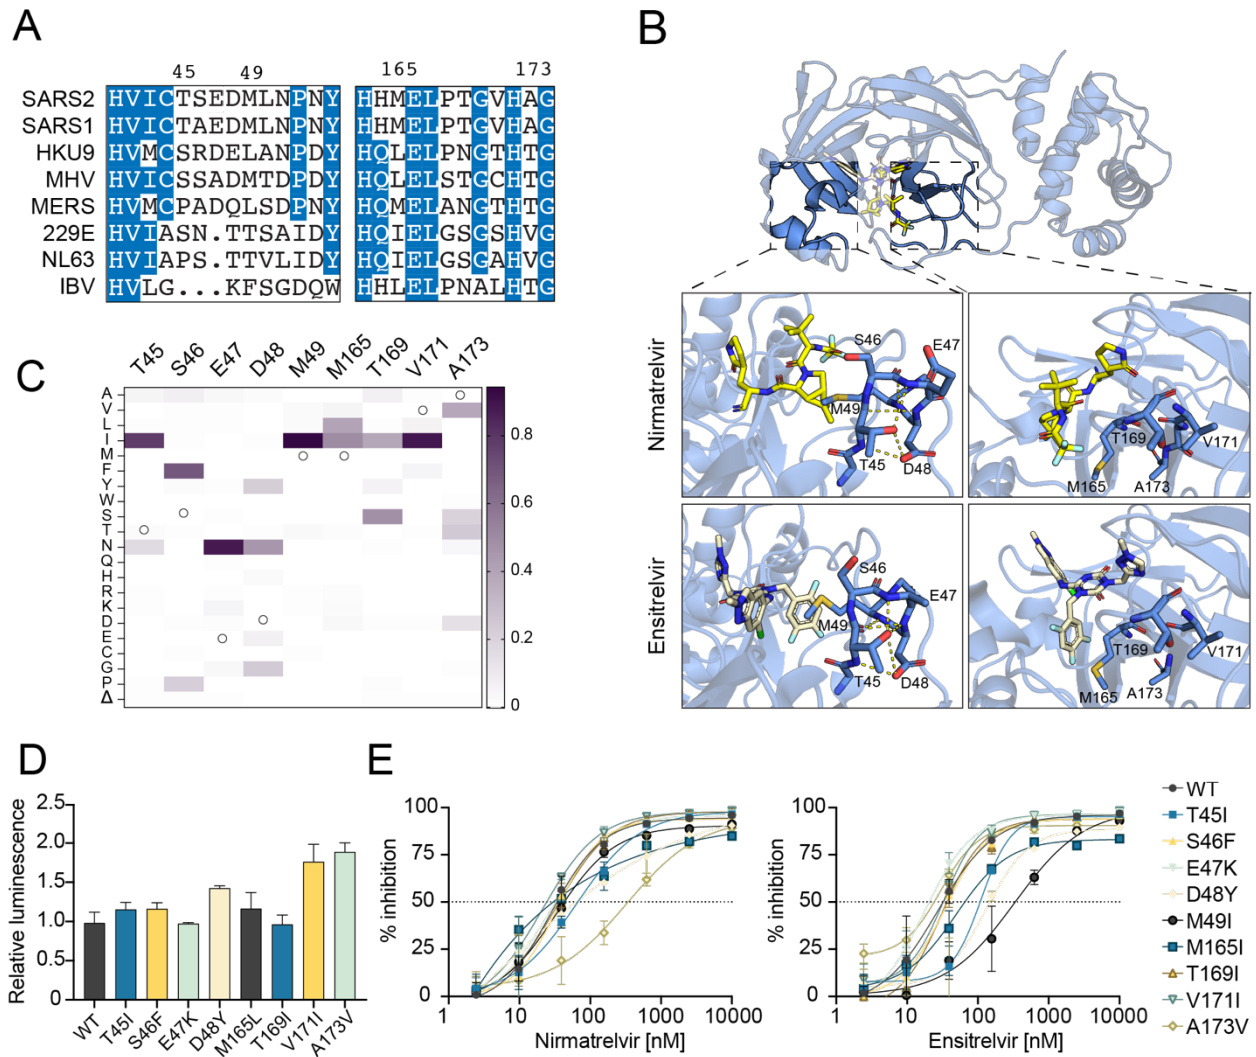 A
45 49 165 173
SARS2 HVICTSEDMLNPNY HHMELPTGVHAG
SARS1 HVICTAEDMLNPNY HHMELPTGVHAG
HKU9 HVMCSRDELANPDY HQLELPNGTHTG
MHV HVICSSADMTDPDY HQLELSTGCHTG
MERS HVMCPADQLSDPNY HQMELANGTHTG
229E HVIASN.TTSAIDY HQIELGSGSHVG
NL63 HVIAPS.TTVLIDY HQIELGSGAHVG
IBV HVLG...KFSGDQW HHLELPNALHTG
B
Nirmatrelvir
S46
E47
M49
T45
D48
T169
V171
M165
A173
Ensitrelvir
S46
E47
M49
T45
D48
T169
V171
M165
A173
C
T45 S46 E47 D48 M49 M165 T169 V171 A173
A
V
L
I
M
F
Y
W
S
T
N
Q
H
R
K
D
E
C
G
P
Δ
0.8
0.6
0.4
0.2
0
D
Relative luminescence
2.5
2.0
1.5
1.0
0.5
0
WT T45I S46F E47K D48Y M165L T169I V171I A173V
E
% inhibition
100
75
50
25
0
1 10 100 1000 10000
Nirmatrelvir [nM]
% inhibition
100
75
50
25
0
1 10 100 1000 10000
Ensitrelvir [nM]
WT
T45I
S46F
E47K
D48Y
M49I
M165I
T169I
V171I
A173V